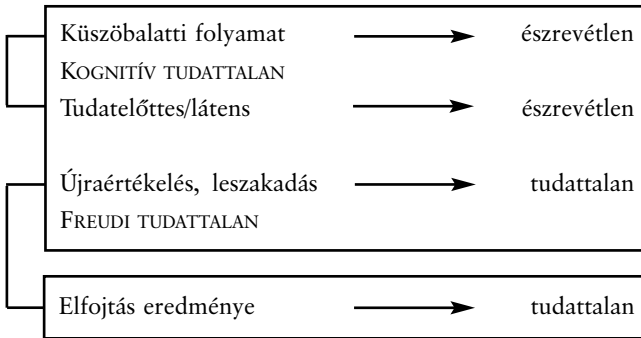 Küszöbalatti folyamat észrevétlen
KOGNITÍV TUDATTALAN
Tudatelőttes/látens észrevétlen
Újraértékelés, leszakadás tudattalan
FREUDI TUDATTALAN
Elfojtás eredménye tudattalan